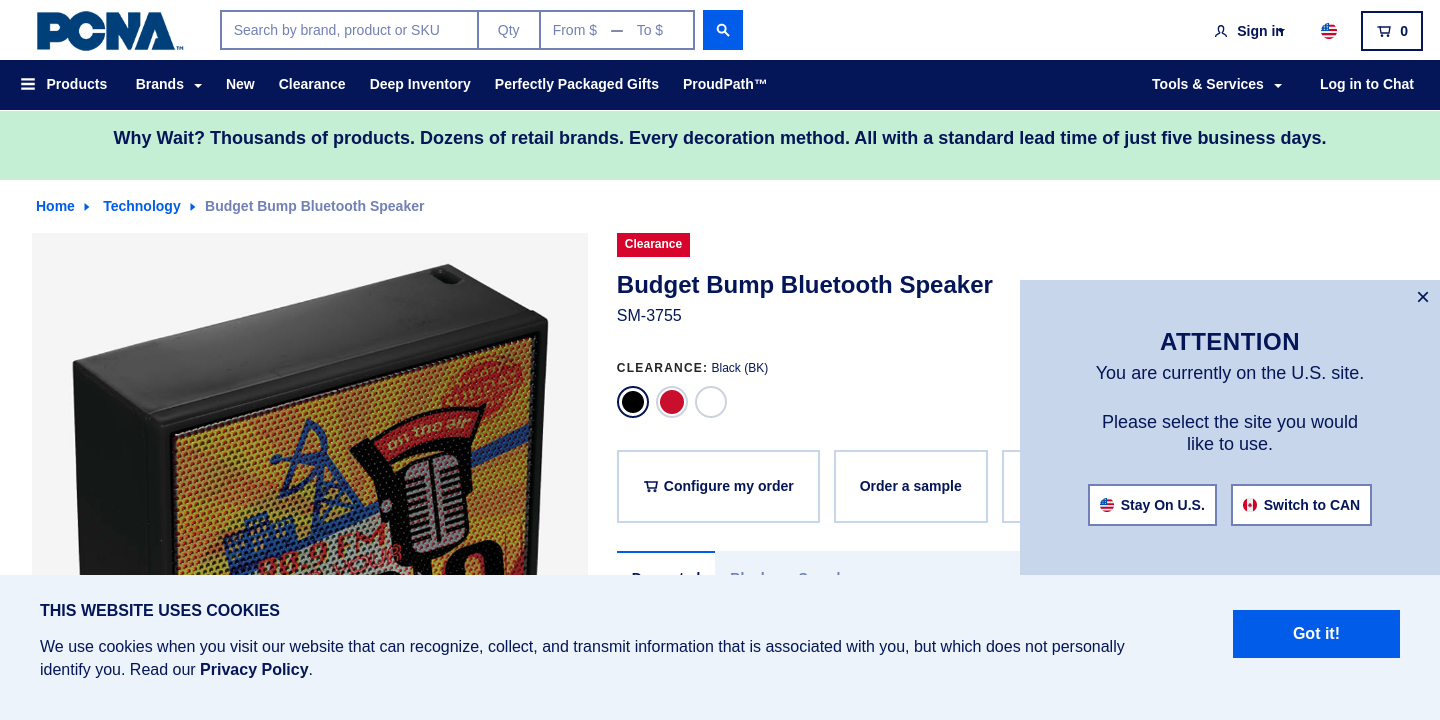 PCNA™
Search by brand, product or SKU
Qty
From $ — To $
Sign in
0
Products
Brands
New
Clearance
Deep Inventory
Perfectly Packaged Gifts
ProudPath™
Tools & Services
Log in to Chat
Why Wait? Thousands of products. Dozens of retail brands. Every decoration method. All with a standard lead time of just five business days.
Home
Technology
Budget Bump Bluetooth Speaker
on the air
Clearance
Budget Bump Bluetooth Speaker
SM-3755
CLEARANCE: Black (BK)
Configure my order
Order a sample
×
ATTENTION
You are currently on the U.S. site.
Please select the site you would
like to use.
Stay On U.S.
Switch to CAN
THIS WEBSITE USES COOKIES
We use cookies when you visit our website that can recognize, collect, and transmit information that is associated with you, but which does not personally
identify you. Read our Privacy Policy.
Got it!